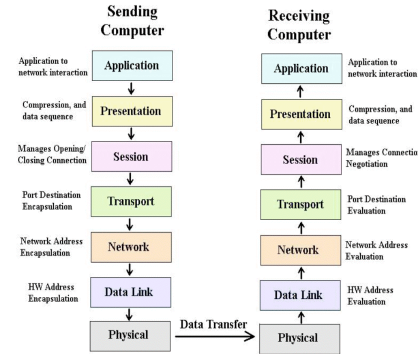 Sending
Computer
Receiving
Computer
Application to
network interaction
Application
Compression, and
data sequence
Presentation
Manages Opening/
Closing Connection
Session
Port Destination
Encapsulation
Transport
Network Address
Encapsulation
Network
HW Address
Encapsulation
Data Link
Physical
Data Transfer
Application
Application to
network interaction
Presentation
Compression, and
data sequence
Session
Manages Connectio
Negotiation
Transport
Port Destination
Evaluation
Network
Network Address
Evaluation
Data Link
HW Address
Evaluation
Physical